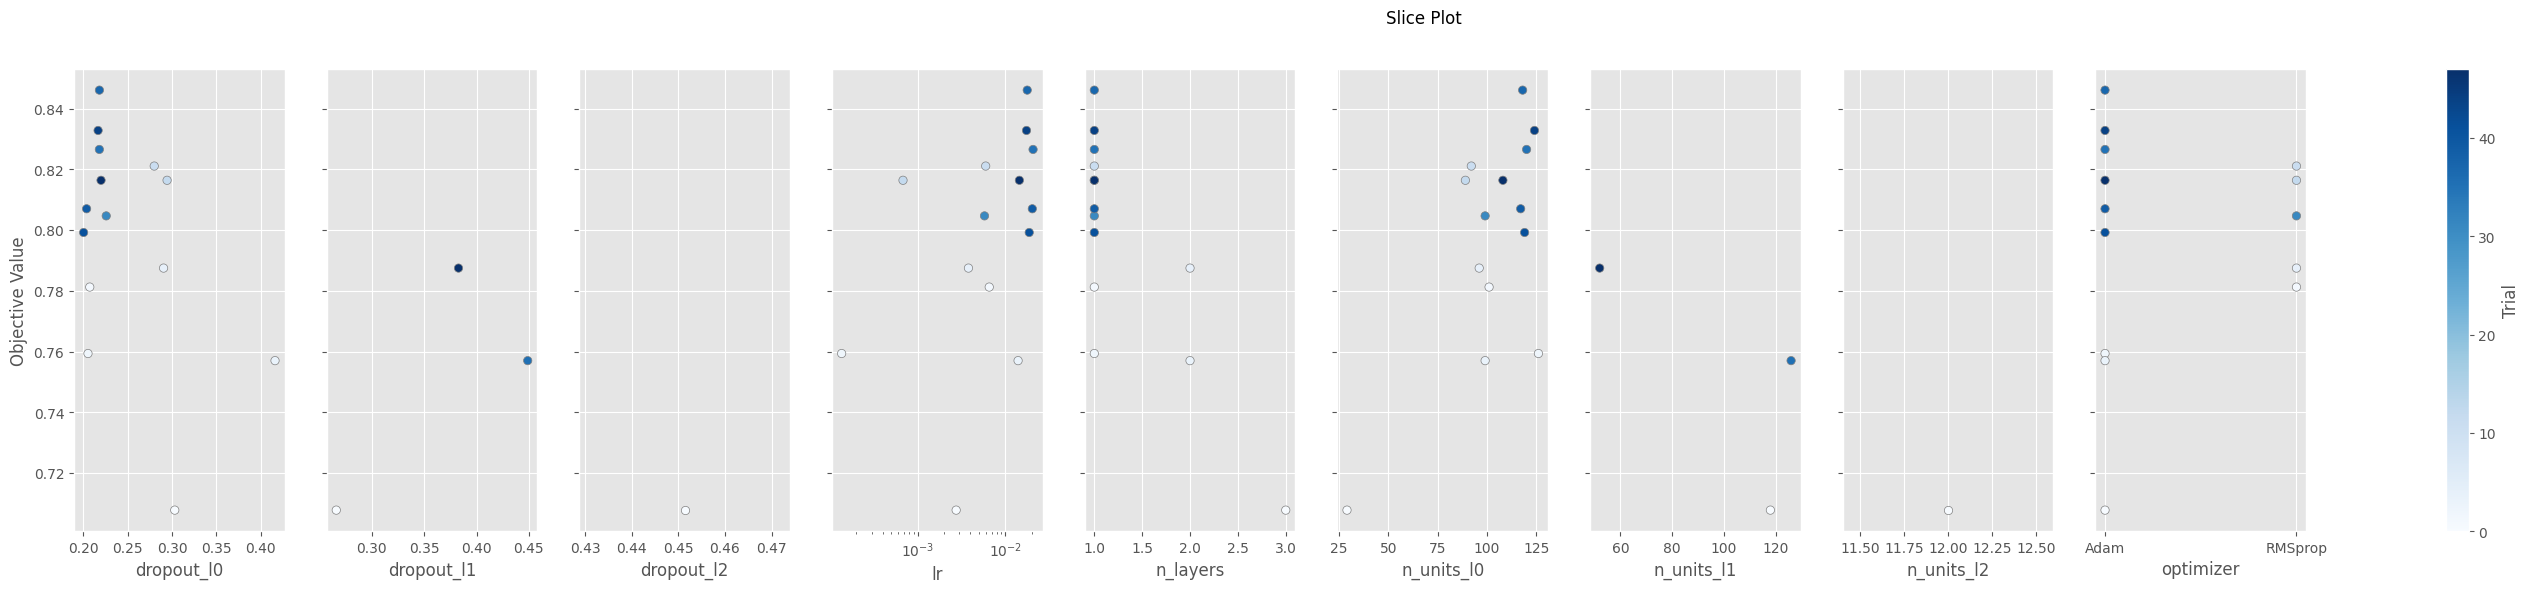 Slice Plot
Objective Value
0.84
0.82
0.80
0.78
0.76
0.74
0.72
0.20 0.25 0.30 0.35 0.40
dropout_l0
0.30 0.35 0.40 0.45
dropout_l1
0.43 0.44 0.45 0.46 0.47
dropout_l2
10⁻³ 10⁻²
lr
1.0 1.5 2.0 2.5 3.0
n_layers
25 50 75 100 125
n_units_l0
60 80 100 120
n_units_l1
11.50 11.75 12.00 12.25 12.50
n_units_l2
Adam RMSprop
optimizer
40
30
20
10
0
Trial